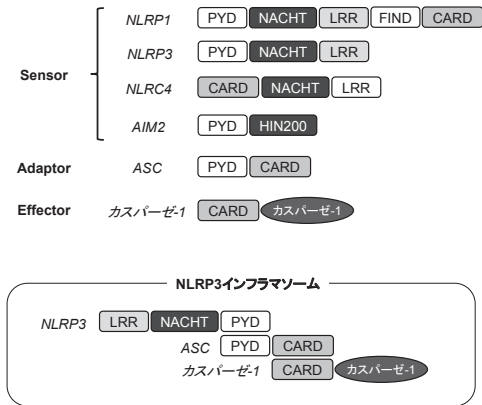 NLRP1 PYD NACHT LRR FIND CARD
NLRP3 PYD NACHT LRR
Sensor
NLRC4 CARD NACHT LRR
AIM2 PYD HIN200
Adaptor ASC PYD CARD
Effector カスパーゼ-1 CARD カスパーゼ-1
NLRP3インフラマソーム
NLRP3 LRR NACHT PYD
ASC PYD CARD
カスパーゼ-1 CARD カスパーゼ-1